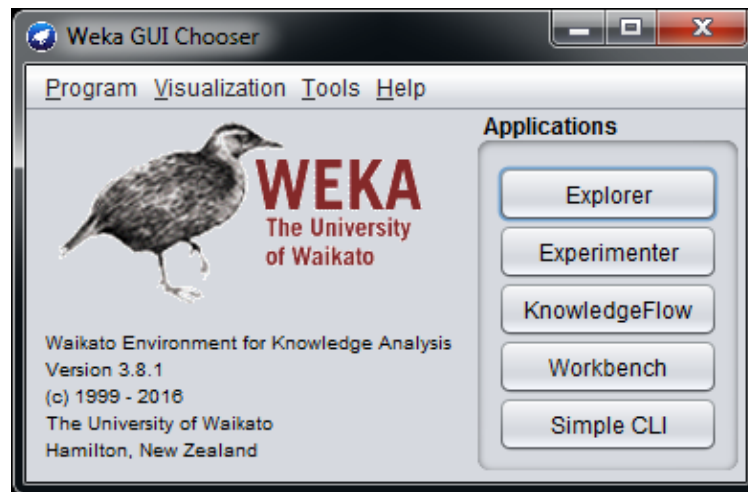 Weka GUI Chooser
Program Visualization Tools Help
WEKA
The University
of Waikato
Waikato Environment for Knowledge Analysis
Version 3.8.1
(c) 1999 - 2016
The University of Waikato
Hamilton, New Zealand
Applications
Explorer
Experimenter
KnowledgeFlow
Workbench
Simple CLI